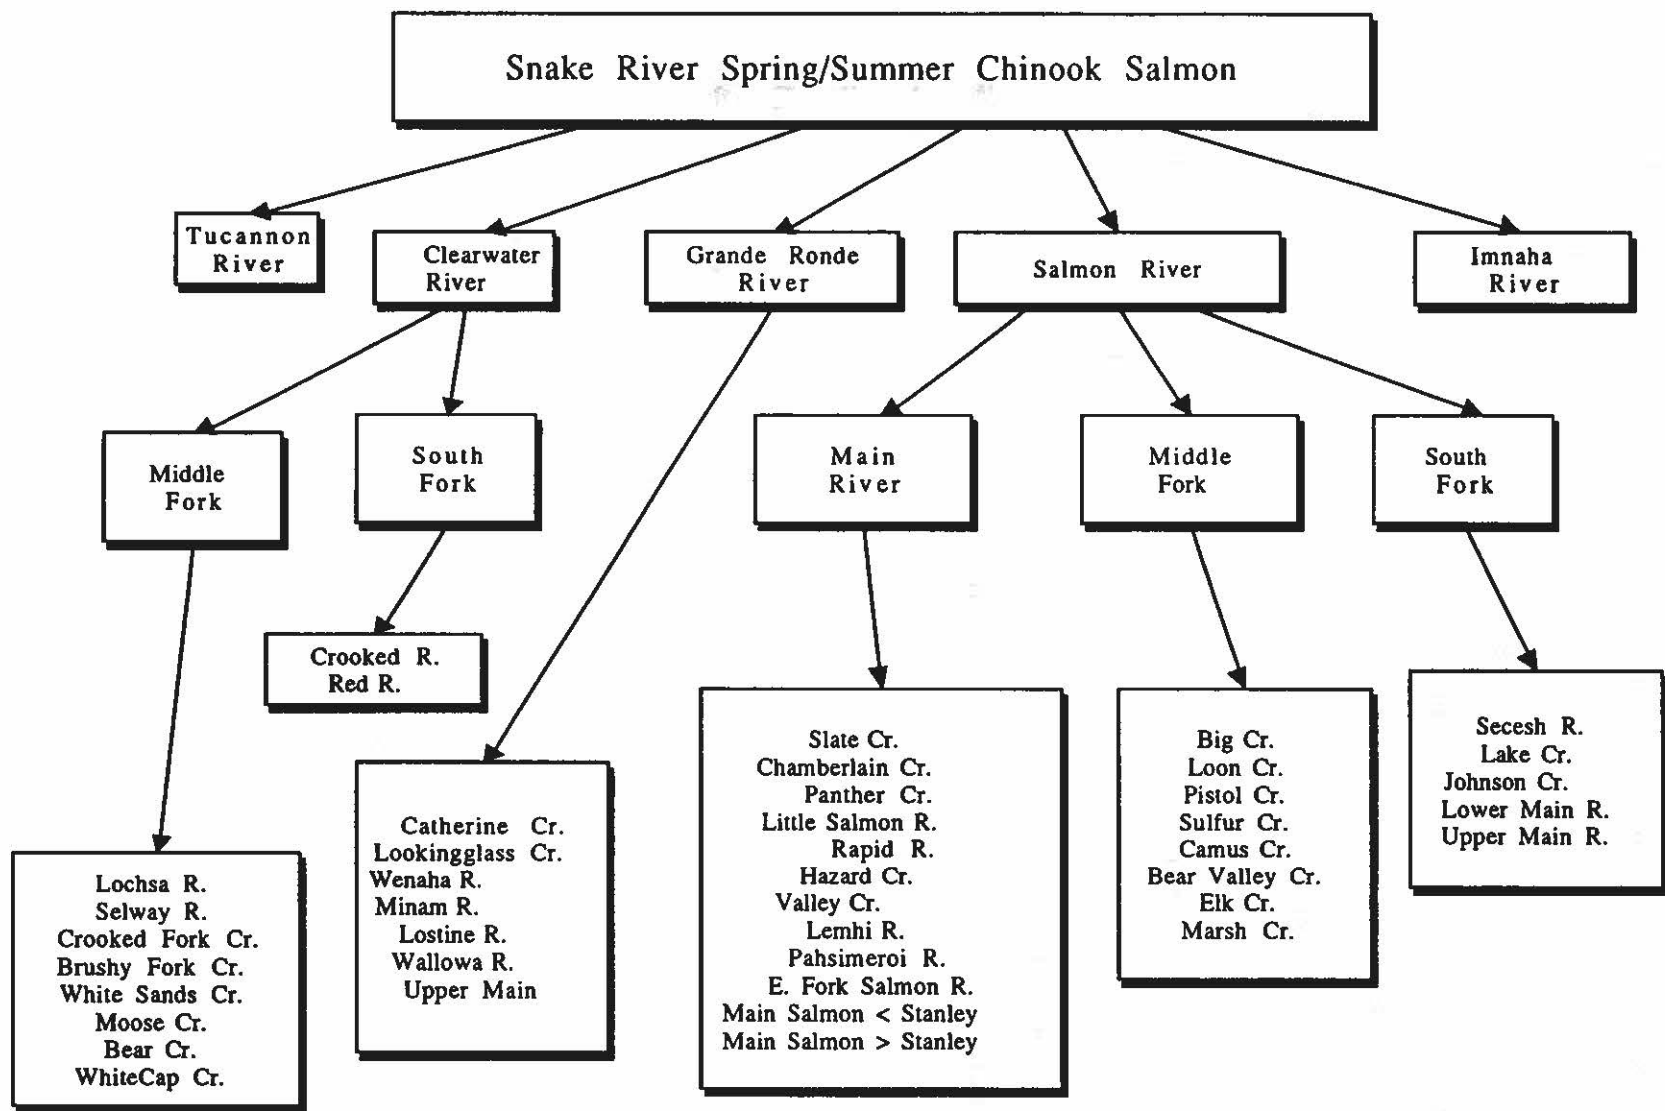 Snake River Spring/Summer Chinook Salmon
Tucannon
River
Clearwater
River
Grande Ronde
River
Salmon River
Imnaha
River
Middle
Fork
South
Fork
Main
River
Middle
Fork
South
Fork
Crooked R.
Red R.
Lochsa R.
Selway R.
Crooked Fork Cr.
Brushy Fork Cr.
White Sands Cr.
Moose Cr.
Bear Cr.
WhiteCap Cr.
Catherine Cr.
Lookingglass Cr.
Wenaha R.
Minam R.
Lostine R.
Wallowa R.
Upper Main
Slate Cr.
Chamberlain Cr.
Panther Cr.
Little Salmon R.
Rapid R.
Hazard Cr.
Valley Cr.
Lemhi R.
Pahsimeroi R.
E. Fork Salmon R.
Main Salmon < Stanley
Main Salmon > Stanley
Big Cr.
Loon Cr.
Pistol Cr.
Sulfur Cr.
Camus Cr.
Bear Valley Cr.
Elk Cr.
Marsh Cr.
Secesh R.
Lake Cr.
Johnson Cr.
Lower Main R.
Upper Main R.